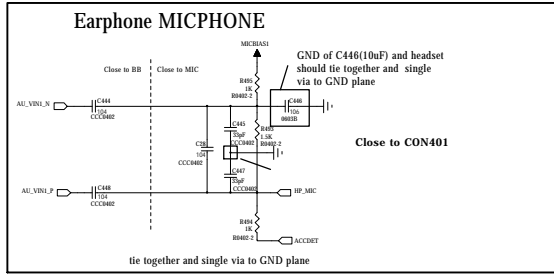 Earphone MICPHONE
MICBIAS1
GND of C446(10uF) and headset
should tie together and single
via to GND plane
Close to BB
Close to MIC
R495
1K
R0402-2
AU_VIN1_N
C444
104
CCC0402
C446
106
0603B
C445
33pF
CCC0402
R493
1.5K
R0402-2
Close to CON401
C28
104
CCC0402
C447
33pF
CCC0402
AU_VIN1_P
C448
104
CCC0402
HP_MIC
R494
1K
R0402-2
ACCDET
tie together and single via to GND plane